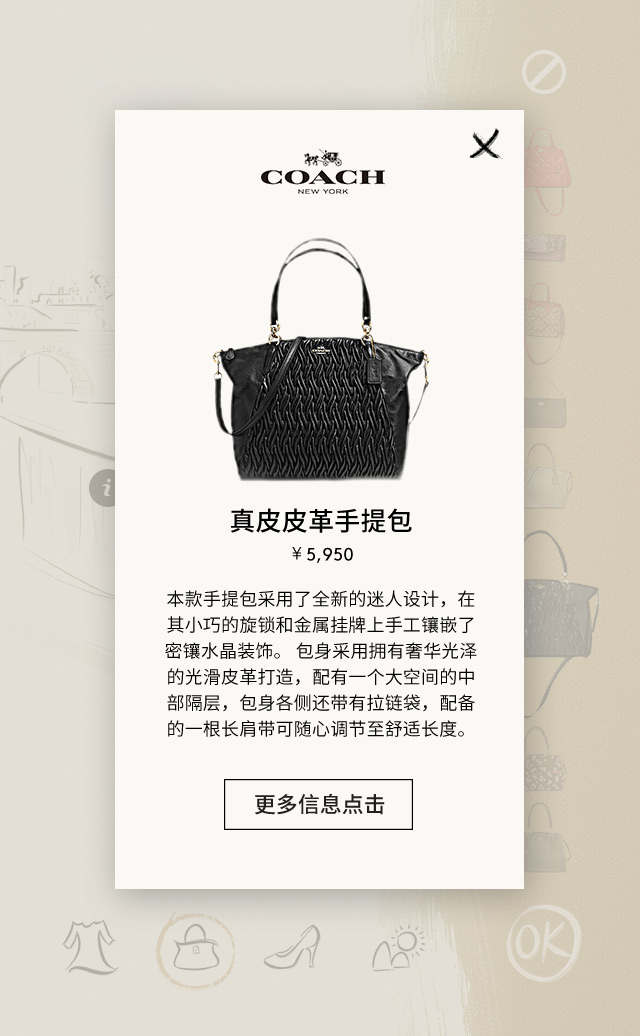 COACH
NEW YORK
真皮皮革手提包
¥5,950
本款手提包采用了全新的迷人设计，在
其小巧的旋锁和金属挂牌上手工镶嵌了
密镶水晶装饰。 包身采用拥有奢华光泽
的光滑皮革打造，配有一个大空间的中
部隔层，包身各侧还带有拉链袋，配备
的一根长肩带可随心调节至舒适长度。
更多信息点击
i
OK